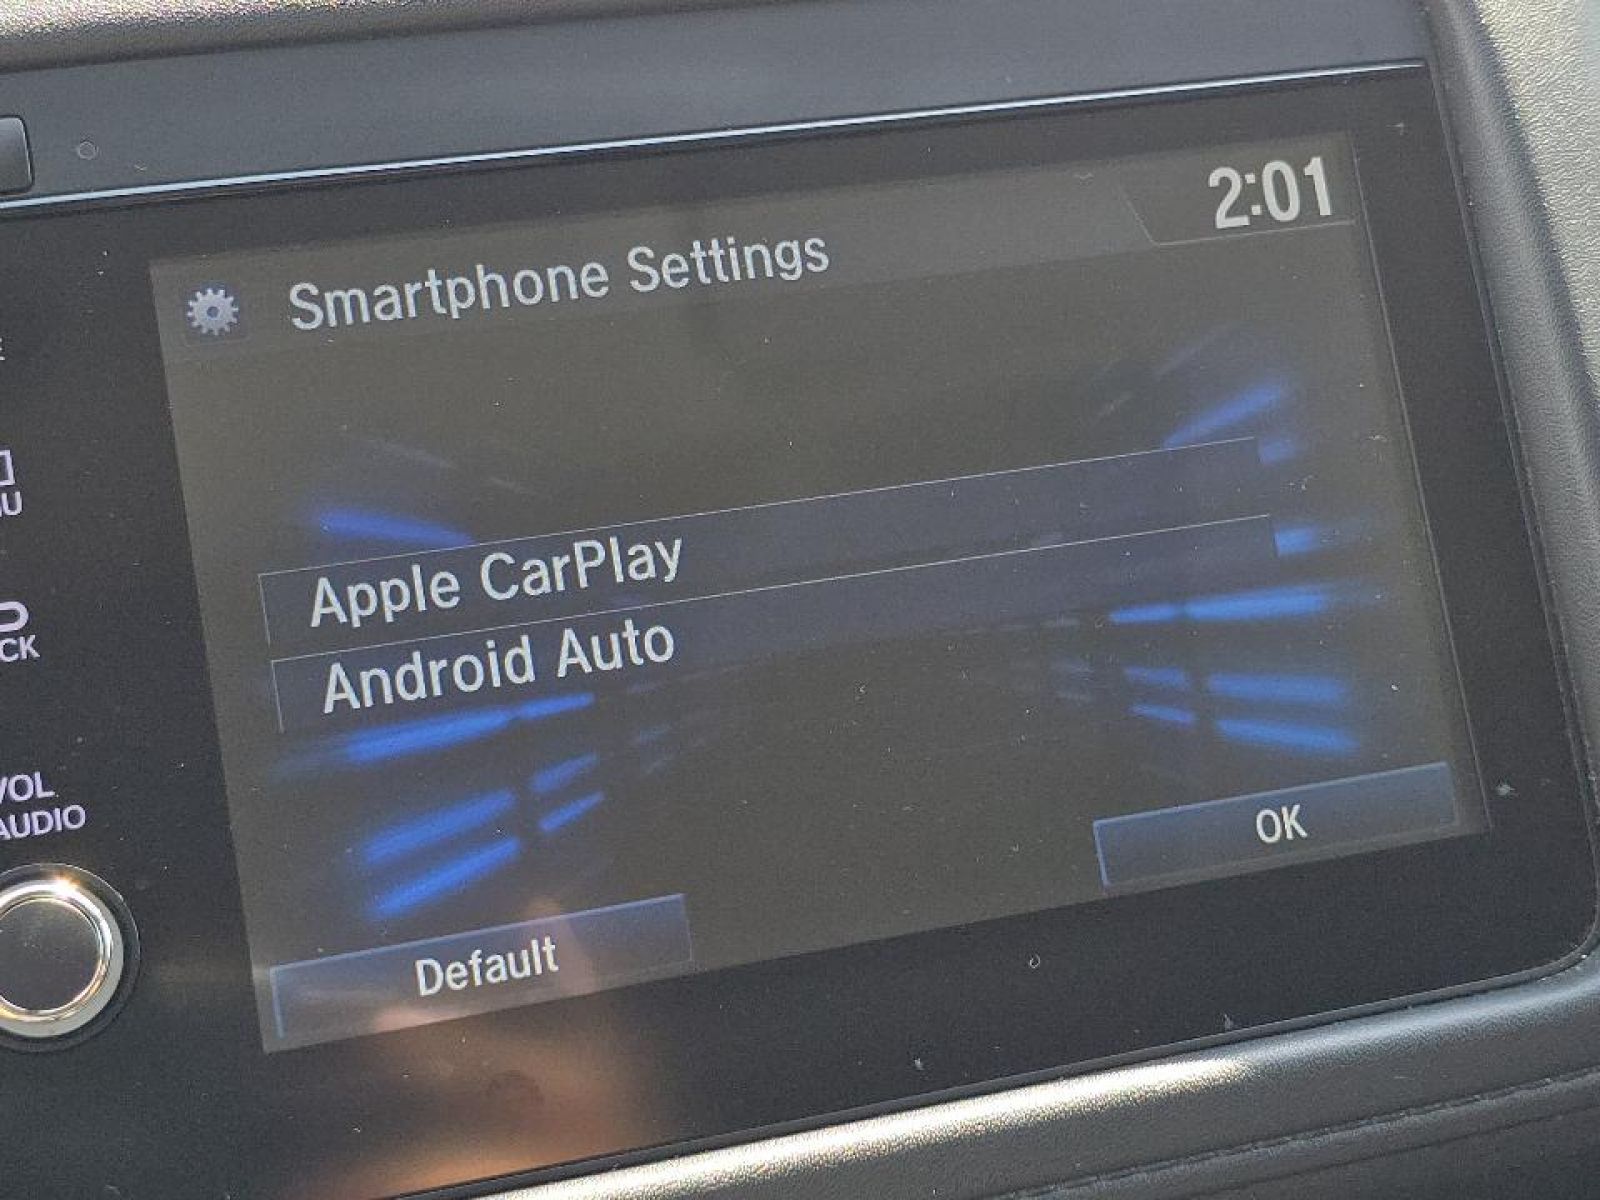 2:01
Smartphone Settings
Apple CarPlay
Android Auto
VOL
AUDIO
OK
Default